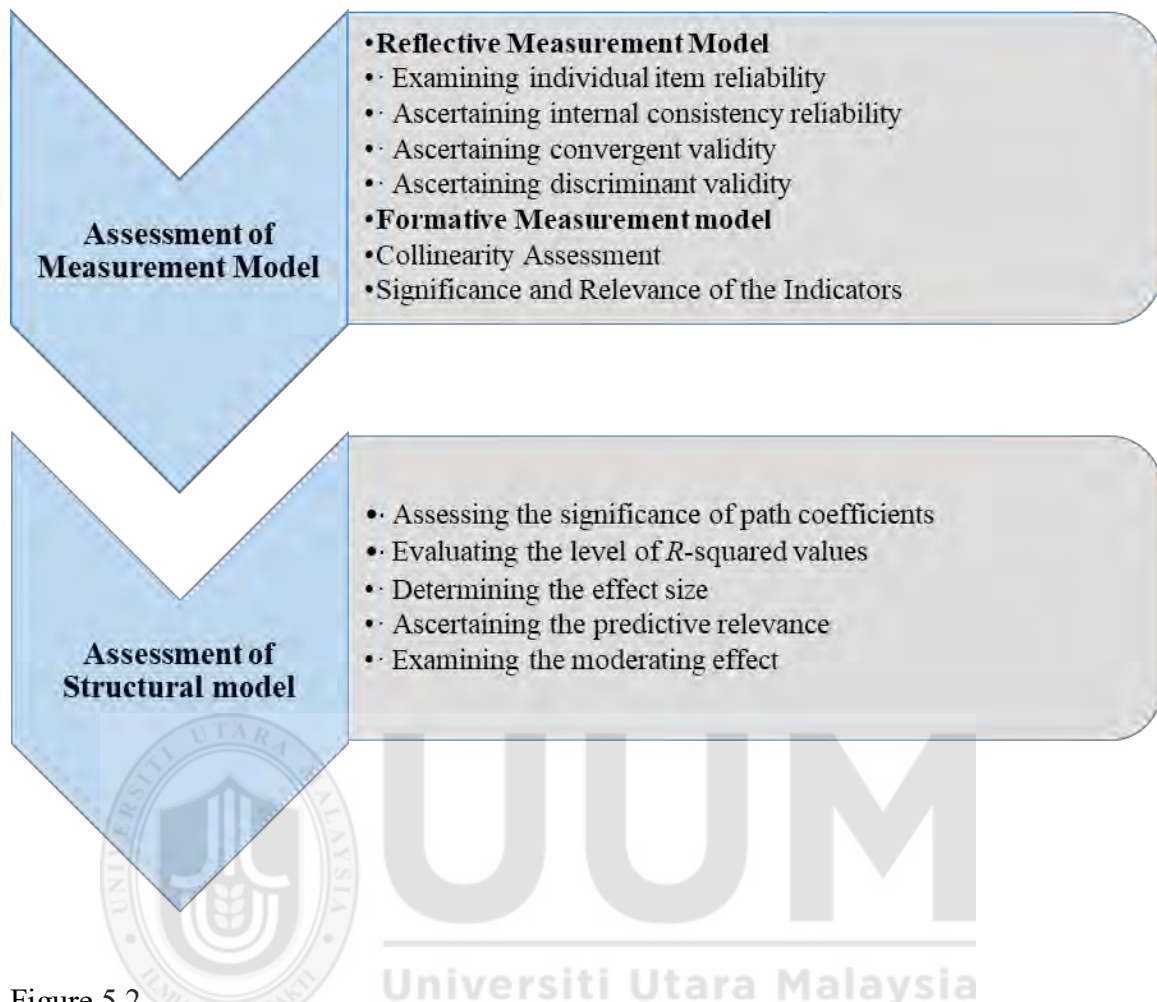 •Reflective Measurement Model
•· Examining individual item reliability
•· Ascertaining internal consistency reliability
•· Ascertaining convergent validity
•· Ascertaining discriminant validity
•Formative Measurement model
•Collinearity Assessment
•Significance and Relevance of the Indicators
Assessment of
Measurement Model
•· Assessing the significance of path coefficients
•· Evaluating the level of R-squared values
•· Determining the effect size
•· Ascertaining the predictive relevance
•· Examining the moderating effect
Assessment of
Structural model
UNIVERSITI UTARA MALAYSIA
UUM
Universiti Utara Malaysia
Figure 5.2